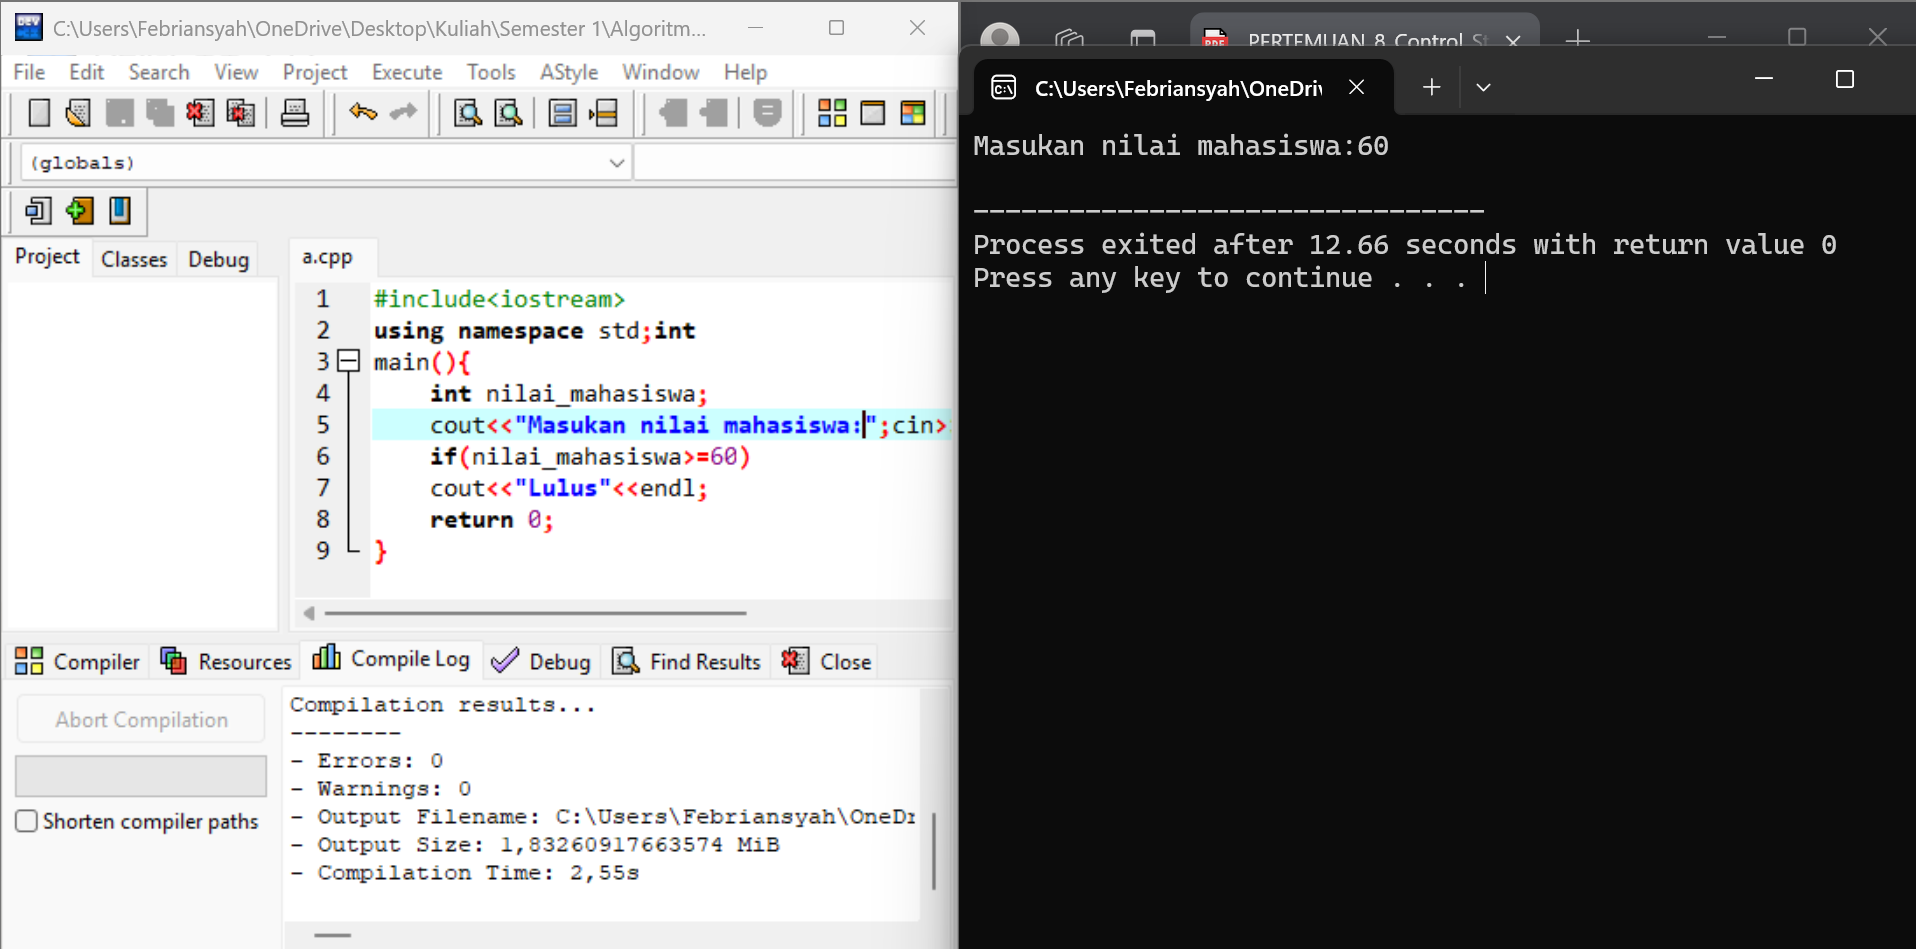 C:\Users\Febriansyah\OneDrive\Desktop\Kuliah\Semester 1\Algoritm...
File Edit Search View Project Execute Tools AStyle Window Help
(globals)
Project Classes Debug
a.cpp
1 #include<iostream>
2 using namespace std;int
3 main(){
4 int nilai_mahasiswa;
5 cout<<"Masukan nilai mahasiswa:";cin>
6 if(nilai_mahasiswa>=60)
7 cout<<"Lulus"<<endl;
8 return 0;
9 }
Compiler Resources Compile Log Debug Find Results Close
Abort Compilation
Shorten compiler paths
Compilation results...
--------
- Errors: 0
- Warnings: 0
- Output Filename: C:\Users\Febriansyah\OneDr
- Output Size: 1,83260917663574 MiB
- Compilation Time: 2,55s
PERTEMUAN 8 Control St
C:\Users\Febriansyah\OneDriv
Masukan nilai mahasiswa:60
--------------------------------
Process exited after 12.66 seconds with return value 0
Press any key to continue . . .